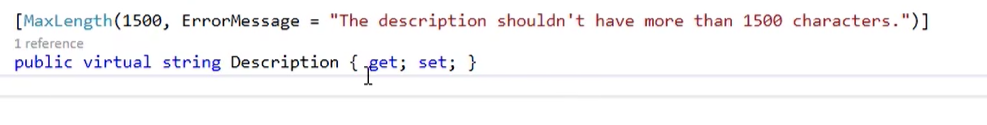 [MaxLength(1500, ErrorMessage = "The description shouldn't have more than 1500 characters.")]
1 reference
public virtual string Description { get; set; }